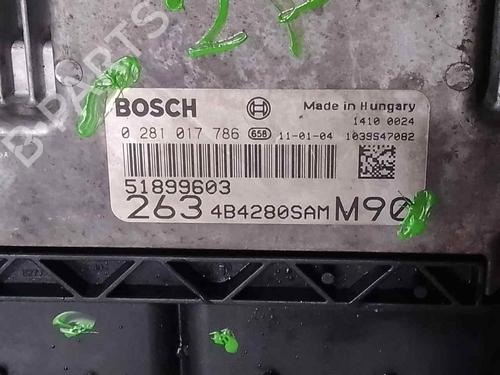 B-PARTS
BOSCH
Made in Hungary
1410 0024
0 281 017 786 658 11-01-04 1039S47082
51899603
263 4B4280SAM M90